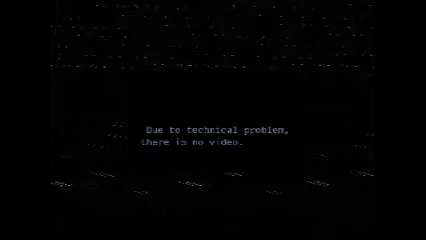 Due to technical problem,
there is no video.